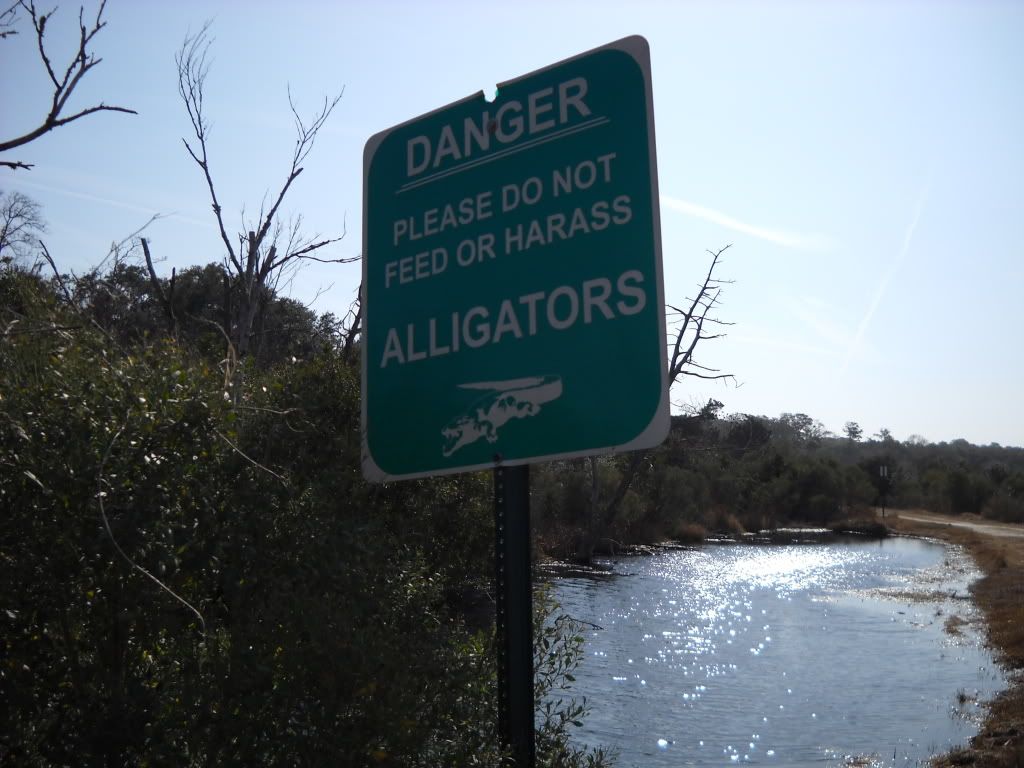 DANGER
PLEASE DO NOT
FEED OR HARASS
ALLIGATORS